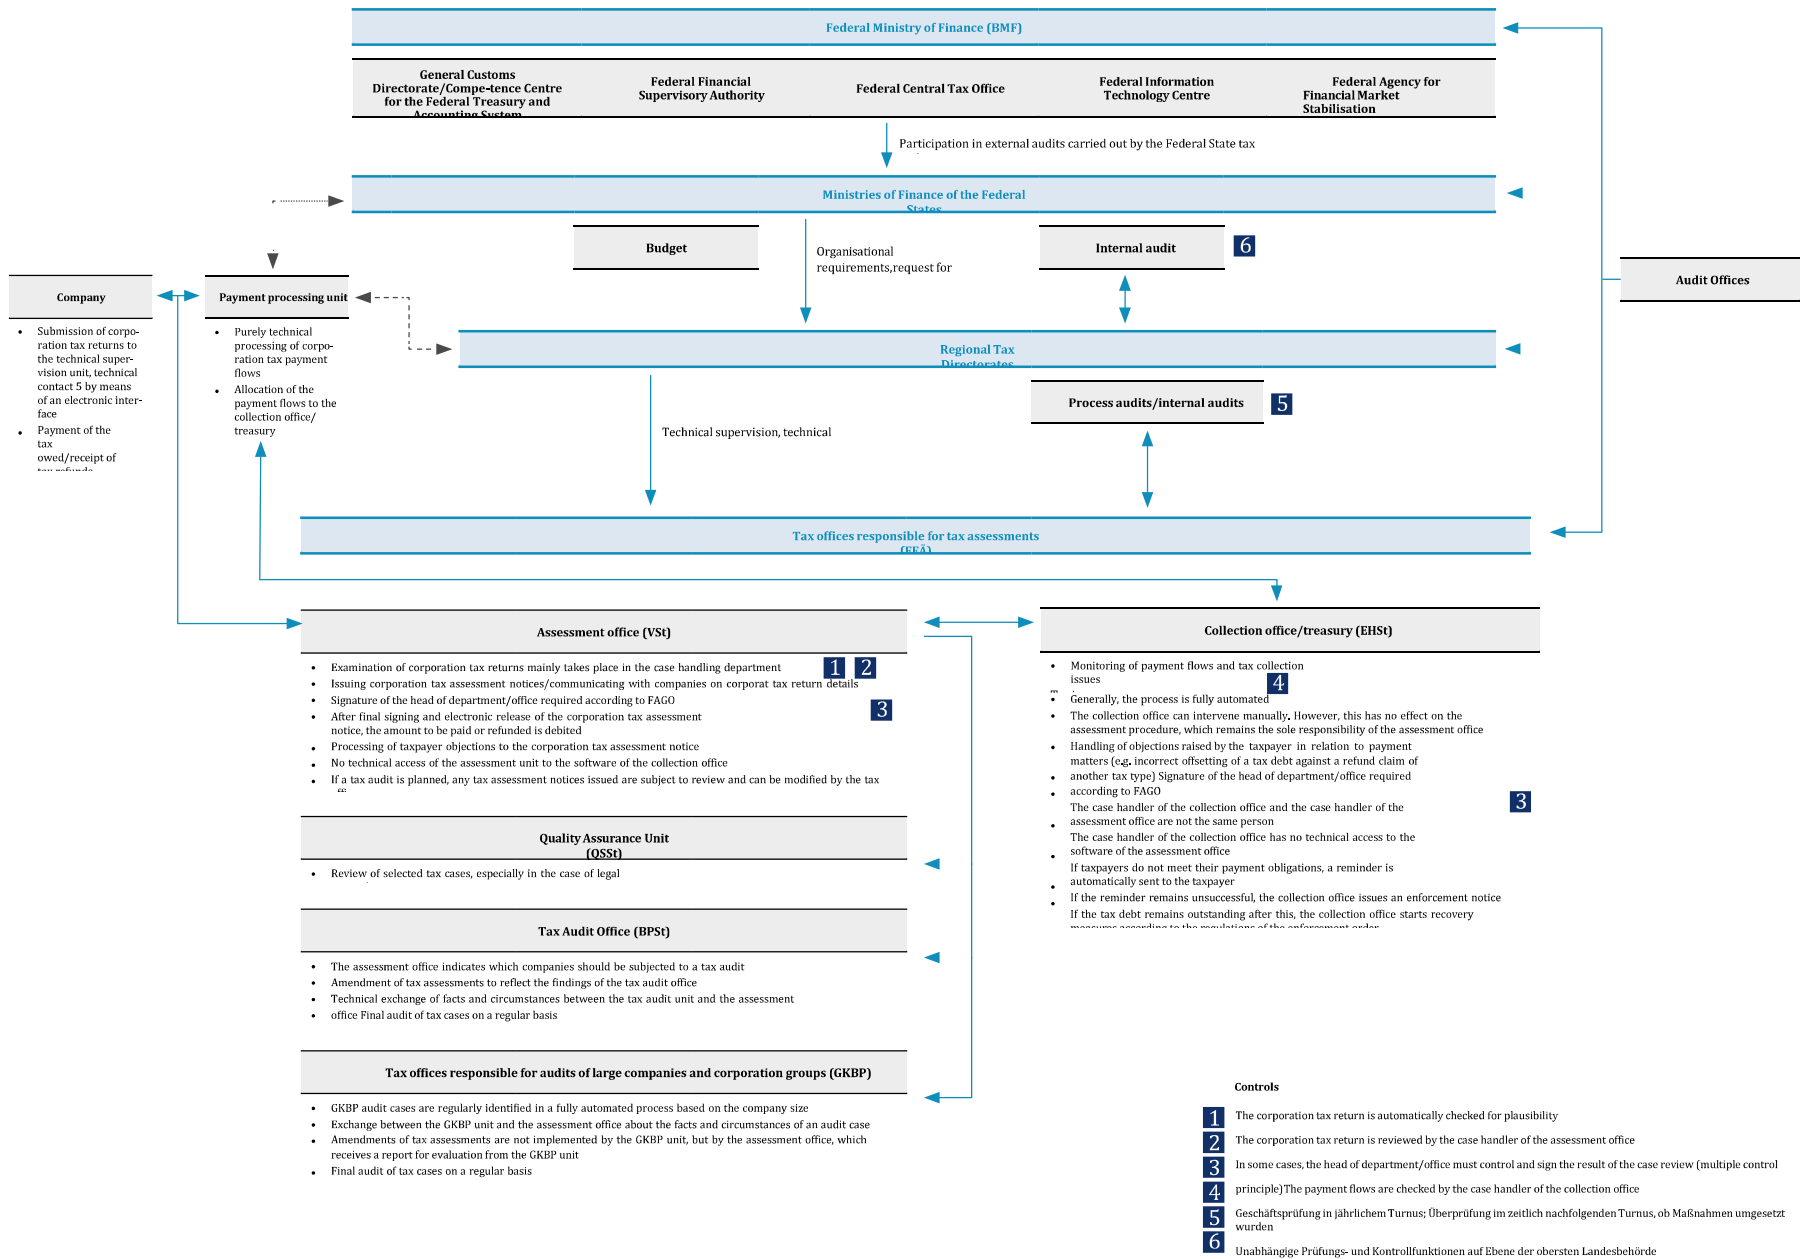 Federal Ministry of Finance (BMF)
General Customs
Directorate/Compe-tence Centre
for the Federal Treasury and
Accounting System
Federal Financial
Supervisory Authority
Federal Central Tax Office
Federal Information
Technology Centre
Federal Agency for
Financial Market
Stabilisation
Participation in external audits carried out by the Federal State tax
Ministries of Finance of the Federal
States
Budget
Organisational
requirements,request for
Internal audit
6
Audit Offices
Company
• Submission of corpo-
ration tax returns to
the technical super-
vision unit, technical
contact 5 by means
of an electronic inter-
face
• Payment of the
tax
owed/receipt of
tax refunds
Payment processing unit
• Purely technical
processing of corpo-
ration tax payment
flows
• Allocation of the
payment flows to the
collection office/
treasury
Regional Tax
Directorates
Process audits/internal audits
5
Technical supervision, technical
Tax offices responsible for tax assessments
(FFÄ)
Assessment office (VSt)
• Examination of corporation tax returns mainly takes place in the case handling department
1 2
• Issuing corporation tax assessment notices/communicating with companies on corporat tax return details
• Signature of the head of department/office required according to FAGO
3
• After final signing and electronic release of the corporation tax assessment
notice, the amount to be paid or refunded is debited
• Processing of taxpayer objections to the corporation tax assessment notice
• No technical access of the assessment unit to the software of the collection office
• If a tax audit is planned, any tax assessment notices issued are subject to review and can be modified by the tax
Quality Assurance Unit
(QSSt)
• Review of selected tax cases, especially in the case of legal
Tax Audit Office (BPSt)
• The assessment office indicates which companies should be subjected to a tax audit
• Amendment of tax assessments to reflect the findings of the tax audit office
• Technical exchange of facts and circumstances between the tax audit unit and the assessment
• office Final audit of tax cases on a regular basis
Tax offices responsible for audits of large companies and corporation groups (GKBP)
• GKBP audit cases are regularly identified in a fully automated process based on the company size
• Exchange between the GKBP unit and the assessment office about the facts and circumstances of an audit case
• Amendments of tax assessments are not implemented by the GKBP unit, but by the assessment office, which
receives a report for evaluation from the GKBP unit
• Final audit of tax cases on a regular basis
Collection office/treasury (EHSt)
• Monitoring of payment flows and tax collection
issues
4
• Generally, the process is fully automated
• The collection office can intervene manually. However, this has no effect on the
assessment procedure, which remains the sole responsibility of the assessment office
• Handling of objections raised by the taxpayer in relation to payment
matters (e.g. incorrect offsetting of a tax debt against a refund claim of
• another tax type) Signature of the head of department/office required
• according to FAGO
3
The case handler of the collection office and the case handler of the
• assessment office are not the same person
The case handler of the collection office has no technical access to the
• software of the assessment office
If taxpayers do not meet their payment obligations, a reminder is
• automatically sent to the taxpayer
• If the reminder remains unsuccessful, the collection office issues an enforcement notice
If the tax debt remains outstanding after this, the collection office starts recovery
measures according to the regulations of the enforcement order
Controls
1 The corporation tax return is automatically checked for plausibility
2 The corporation tax return is reviewed by the case handler of the assessment office
3 In some cases, the head of department/office must control and sign the result of the case review (multiple control
4 principle)The payment flows are checked by the case handler of the collection office
5 Geschäftsprüfung in jährlichem Turnus; Überprüfung im zeitlich nachfolgenden Turnus, ob Maßnahmen umgesetzt
wurden
6 Unabhängige Prüfungs- und Kontrollfunktionen auf Ebene der obersten Landesbehörde